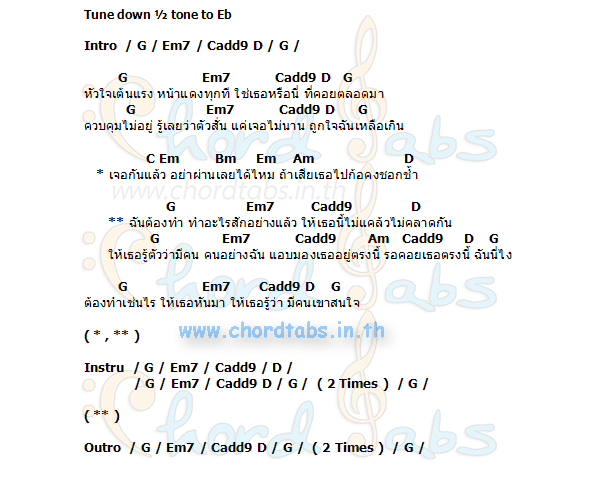 Tune down ½ tone to Eb
Intro / G / Em7 / Cadd9 D / G /
G Em7 Cadd9 D G
หัวใจเต้นแรง หน้าแดงทุกที ใช่เธอหรือนี่ ที่คอยตลอดมา
G Em7 Cadd9 D G
ควบคุมไม่อยู่ รู้เลยว่าตัวสั่น แค่เจอไม่นาน ถูกใจฉันเหลือเกิน
C Em Bm Em Am D
* เจอกันแล้ว อย่าผ่านเลยได้ไหม ถ้าเสียเธอไปก้อคงชอกช้ำ
www.chordtabs.in.th
G Em7 Cadd9 D
** ฉันต้องทำ ทำอะไรสักอย่างแล้ว ให้เธอนี้ไม่แคล้วไม่คลาดกัน
G Em7 Cadd9 Am Cadd9 D G
ให้เธอรู้ตัวว่ามีคน คนอย่างฉัน แอบมองเธออยู่ตรงนี้ รอคอยเธอตรงนี้ ฉันนี่ไง
G Em7 Cadd9 D G
ต้องทำเช่นไร ให้เธอหันมา ให้เธอรู้ว่า มีคนเขาสนใจ
www.chordtabs.in.th
( * , ** )
Instru / G / Em7 / Cadd9 / D /
/ G / Em7 / Cadd9 D / G / ( 2 Times ) / G /
( ** )
Outro / G / Em7 / Cadd9 D / G / ( 2 Times ) / G /